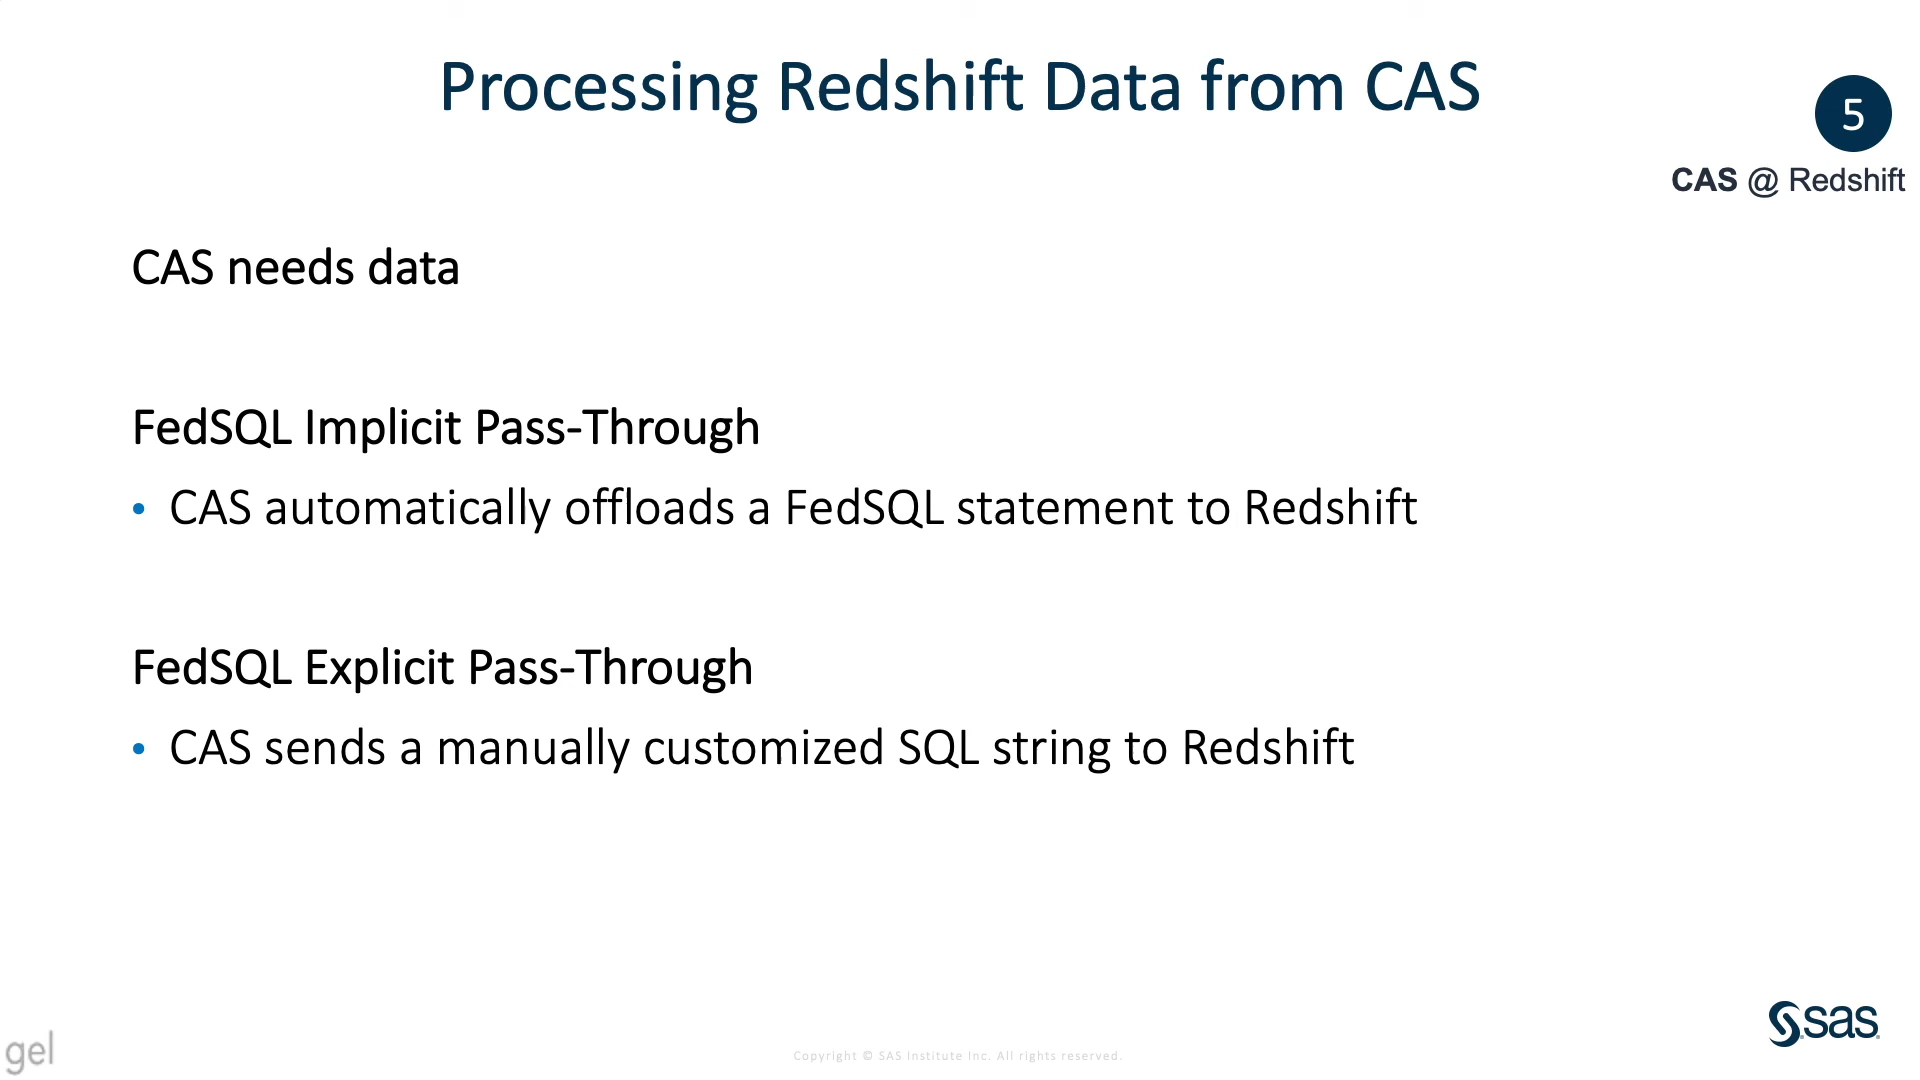 Processing Redshift Data from CAS
5
CAS @ Redshift
CAS needs data
FedSQL Implicit Pass-Through
• CAS automatically offloads a FedSQL statement to Redshift
FedSQL Explicit Pass-Through
• CAS sends a manually customized SQL string to Redshift
sas
gel
Copyright © SAS Institute Inc. All rights reserved.